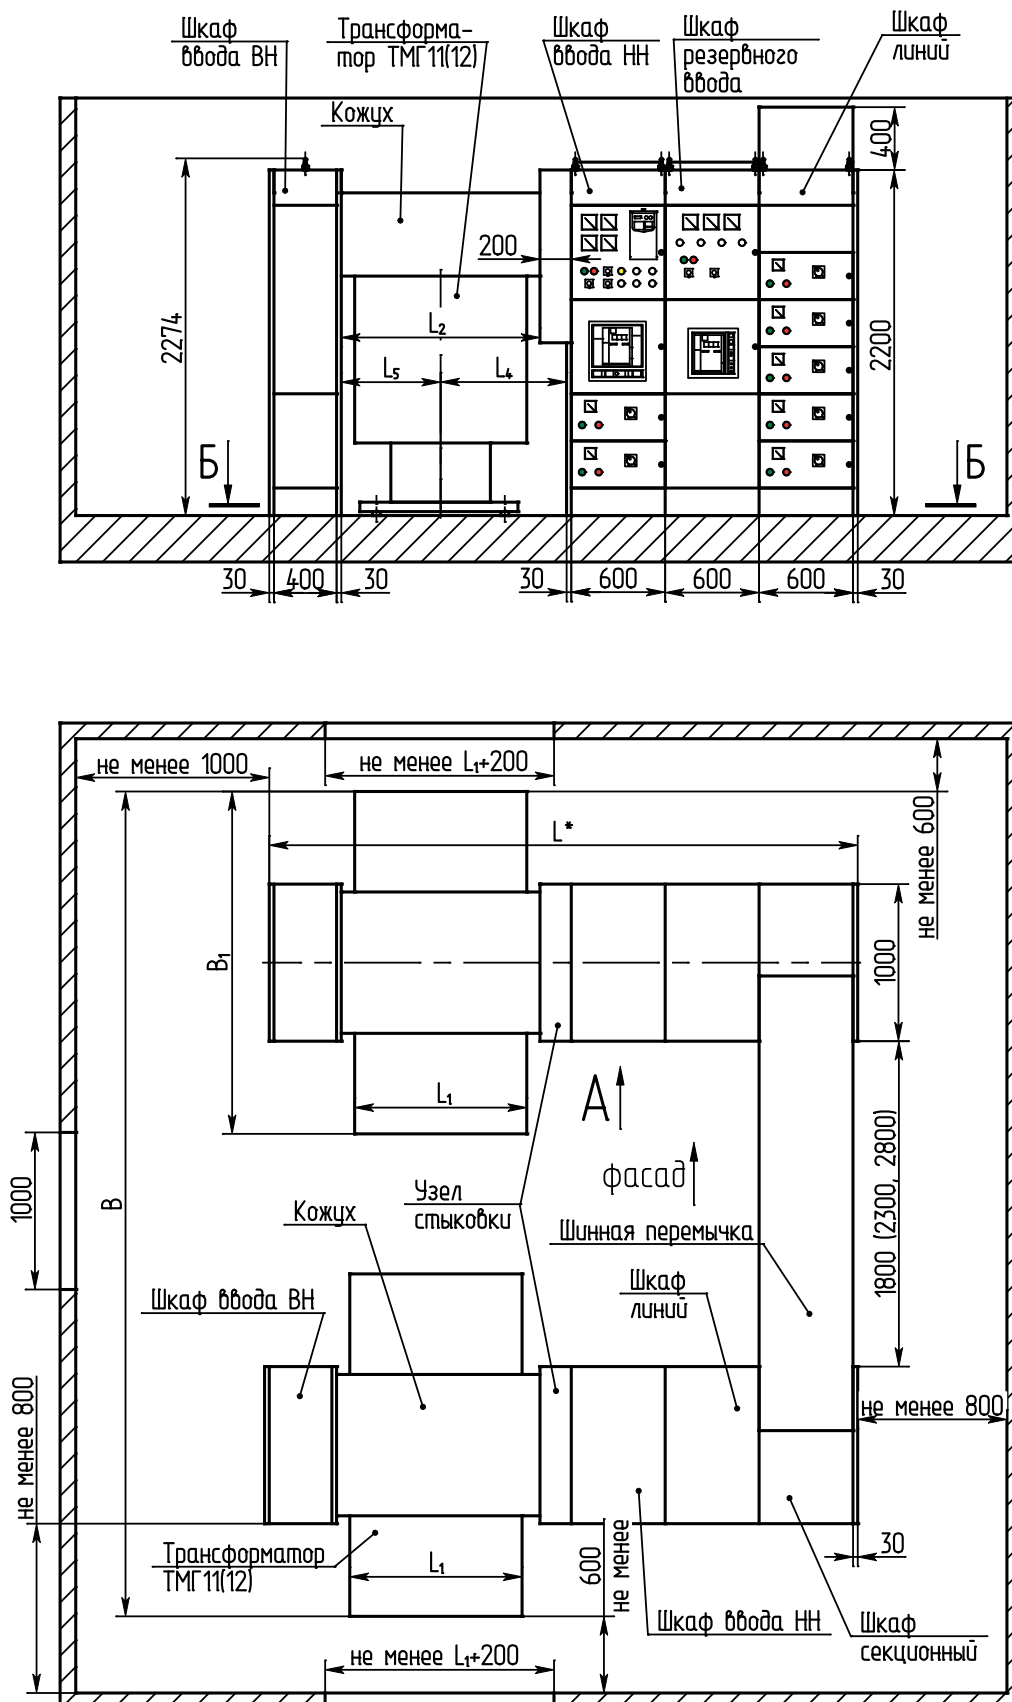 Шкаф
ввода ВН
Трансформа-
тор ТМГ11(12)
Шкаф
ввода НН
Шкаф
резервного
ввода
Шкаф
линий
Кожух
400
200
2274
L₂
L₅
L₄
2200
Б
Б
30
400
30
30
600
600
600
30
не менее 1000
не менее L₁+200
не менее 600
L*
B₁
1000
L₁
А
фасад
1800 (2300, 2800)
1000
B
Узел
стыковки
Кожух
Шинная перемычка
Шкаф
линий
Шкаф ввода ВН
не менее 800
не менее 800
Трансформатор
ТМГ11(12)
L₁
600
не менее
30
Шкаф ввода НН
Шкаф
секционный
не менее L₁+200